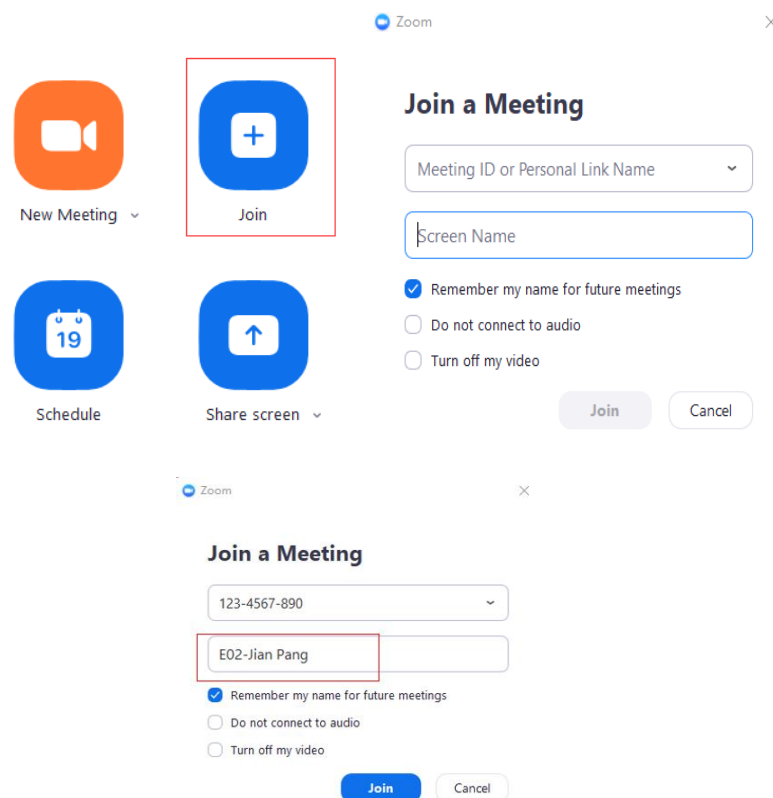 Zoom
Join a Meeting
New Meeting
Join
Meeting ID or Personal Link Name
Screen Name
Remember my name for future meetings
Do not connect to audio
Turn off my video
19
Schedule
Share screen
Join
Cancel
Zoom
Join a Meeting
123-4567-890
E02-Jian Pang
Remember my name for future meetings
Do not connect to audio
Turn off my video
Join
Cancel